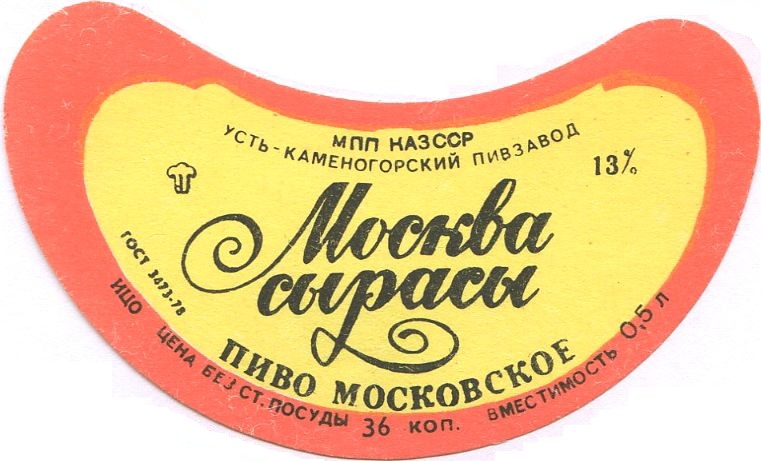 МПП КАЗССР
УСТЬ-КАМЕНОГОРСКИЙ ПИВЗАВОД
13%
Москва
сырасы
ГОСТ 3473-78
ПИВО МОСКОВСКОЕ
ИЦО ЦЕНА БЕЗ СТ. ПОСУДЫ 36 КОП. ВМЕСТИМОСТЬ 0,5 Л